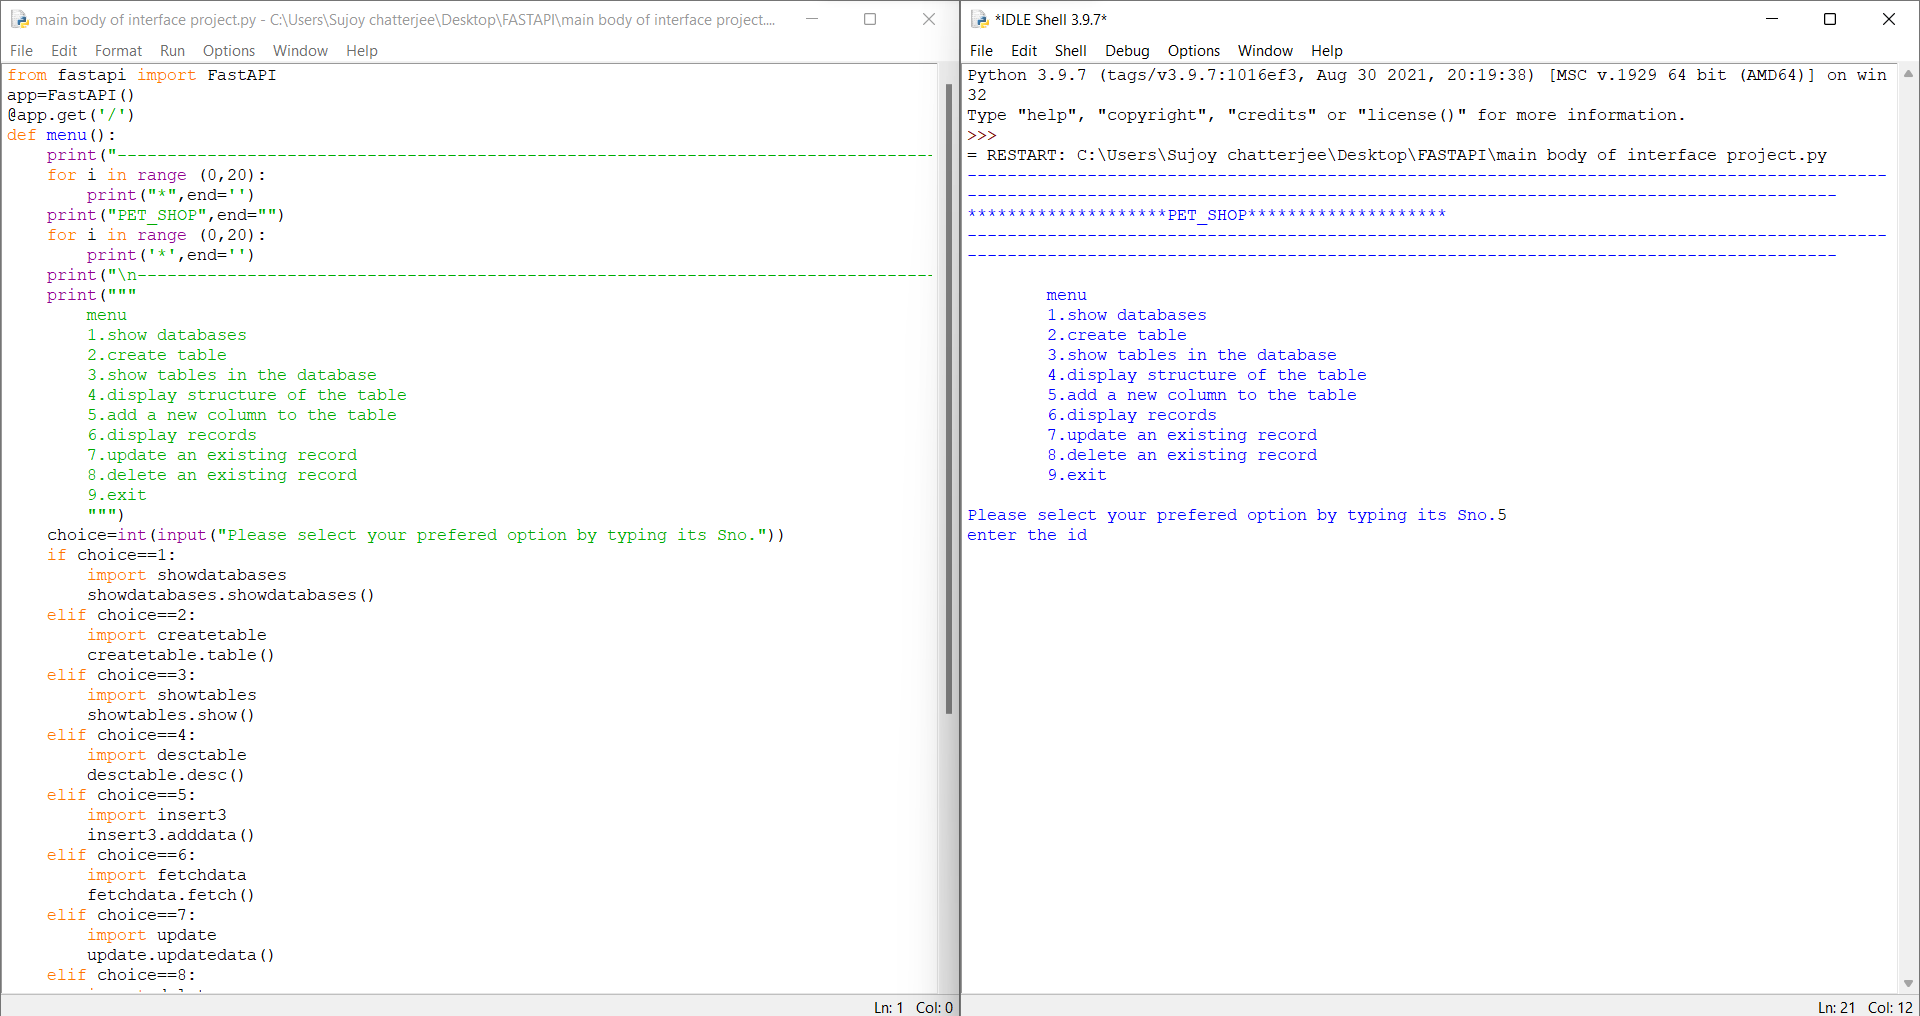 main body of interface project.py - C:\Users\Sujoy chatterjee\Desktop\FASTAPI\main body of interface project....
File Edit Format Run Options Window Help
from fastapi import FastAPI
app=FastAPI()
@app.get('/')
def menu():
    print("---------------------------------------------------------------------------------
    for i in range (0,20):
        print("*",end='')
    print("PET_SHOP",end="")
    for i in range (0,20):
        print('*',end='')
    print("\n-------------------------------------------------------------------------------
    print("""
        menu
        1.show databases
        2.create table
        3.show tables in the database
        4.display structure of the table
        5.add a new column to the table
        6.display records
        7.update an existing record
        8.delete an existing record
        9.exit
        """)
    choice=int(input("Please select your prefered option by typing its Sno."))
    if choice==1:
        import showdatabases
        showdatabases.showdatabases()
    elif choice==2:
        import createtable
        createtable.table()
    elif choice==3:
        import showtables
        showtables.show()
    elif choice==4:
        import desctable
        desctable.desc()
    elif choice==5:
        import insert3
        insert3.adddata()
    elif choice==6:
        import fetchdata
        fetchdata.fetch()
    elif choice==7:
        import update
        update.updatedata()
    elif choice==8:
Ln: 1 Col: 0
*IDLE Shell 3.9.7*
File Edit Shell Debug Options Window Help
Python 3.9.7 (tags/v3.9.7:1016ef3, Aug 30 2021, 20:19:38) [MSC v.1929 64 bit (AMD64)] on win
32
Type "help", "copyright", "credits" or "license()" for more information.
>>>
= RESTART: C:\Users\Sujoy chatterjee\Desktop\FASTAPI\main body of interface project.py
--------------------------------------------------------------------------------------------
---------------------------------------------------------------------------------------
********************PET_SHOP********************
--------------------------------------------------------------------------------------------
---------------------------------------------------------------------------------------
        menu
        1.show databases
        2.create table
        3.show tables in the database
        4.display structure of the table
        5.add a new column to the table
        6.display records
        7.update an existing record
        8.delete an existing record
        9.exit
Please select your prefered option by typing its Sno.5
enter the id
Ln: 21 Col: 12